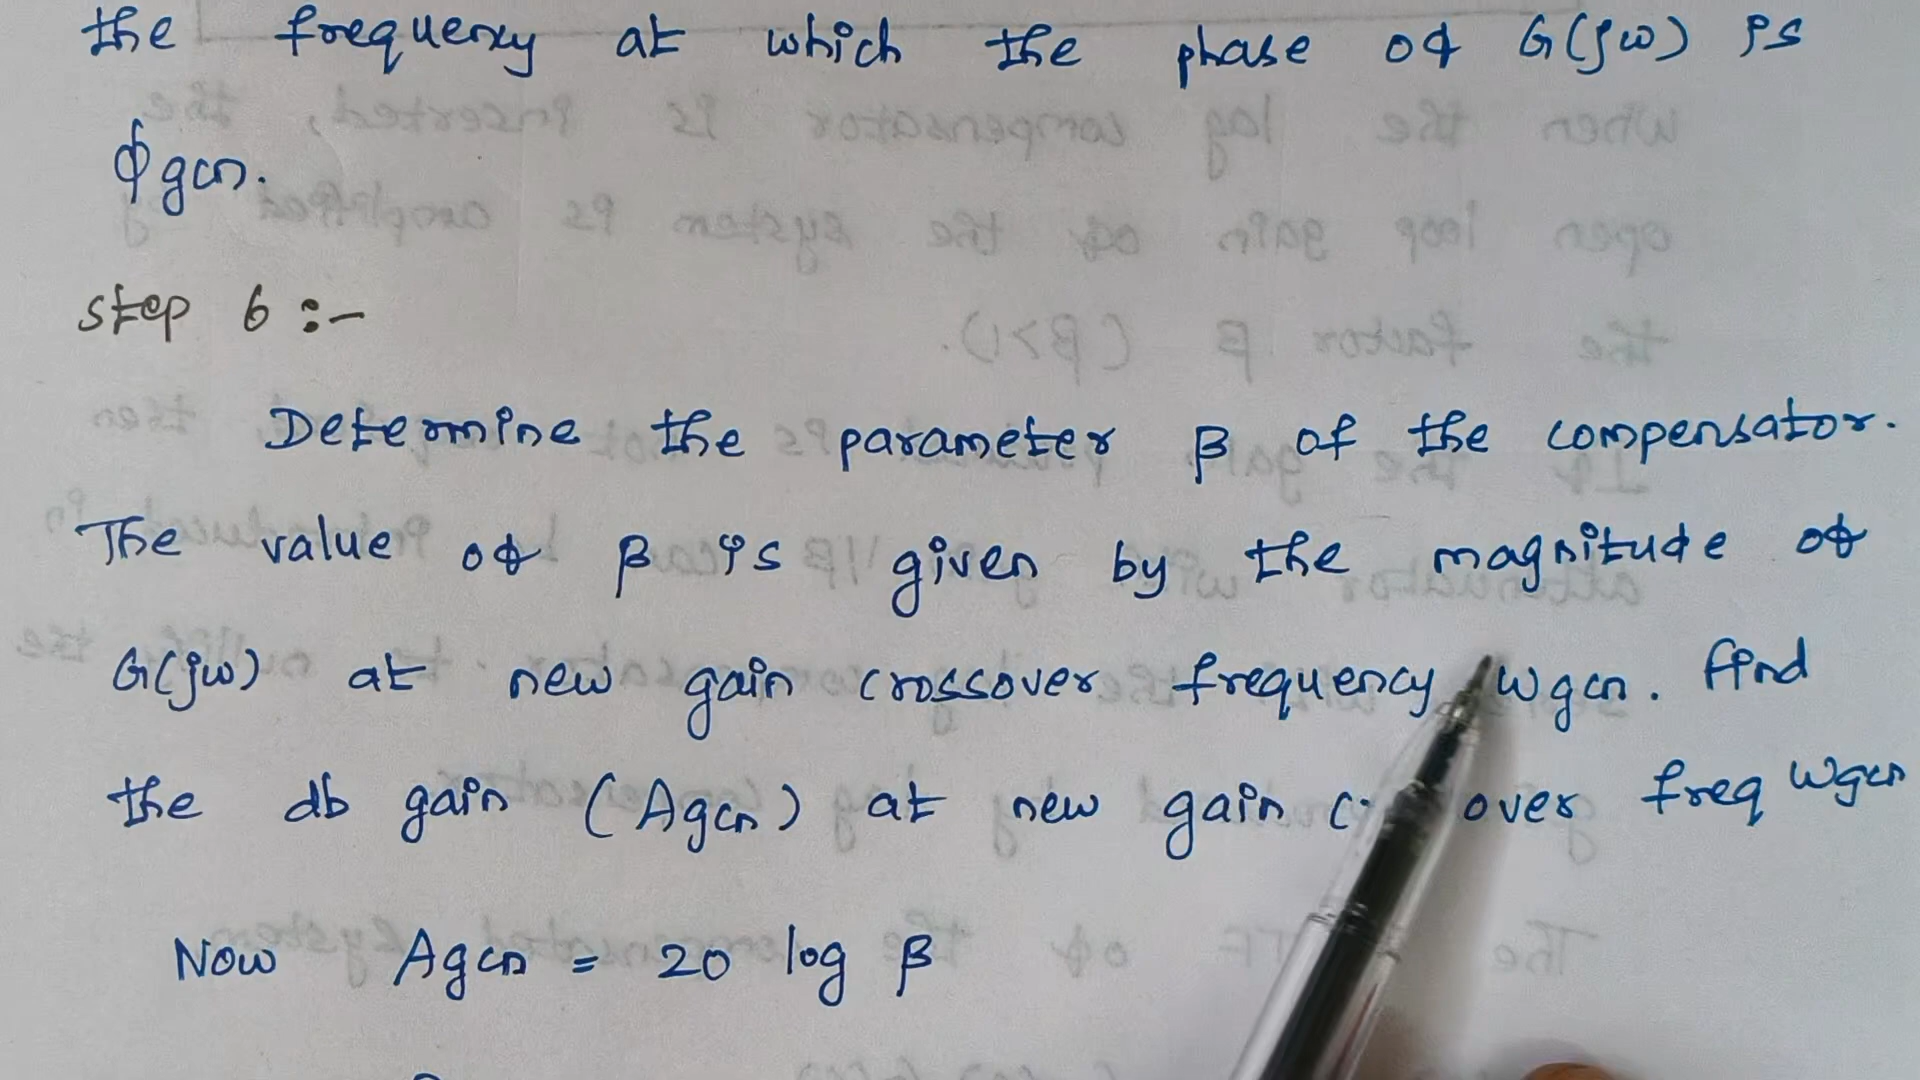 the frequency at which the phase of G(jω) is
ϕgcn.
step 6 :-
Determine the parameter β of the compensator.
The value of β is given by the magnitude of
G(jω) at new gain crossover frequency ωgcn. find
the db gain (Agcn) at new gain c over freq ωgcn
Now Agcn = 20 log β